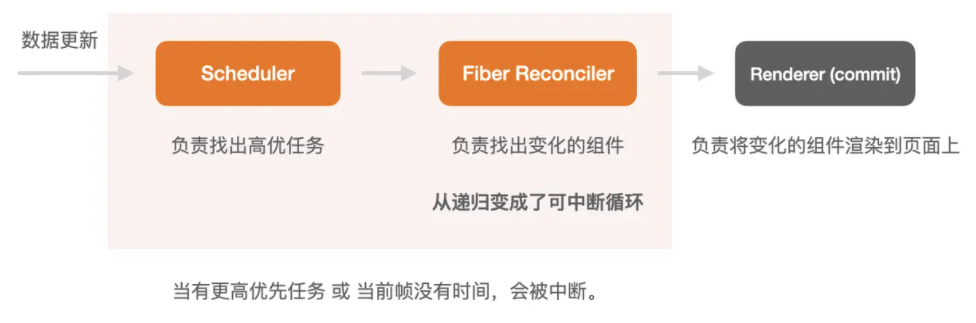 数据更新
Scheduler
Fiber Reconciler
Renderer (commit)
负责找出高优任务
负责找出变化的组件
负责将变化的组件渲染到页面上
从递归变成了可中断循环
当有更高优先任务 或 当前帧没有时间，会被中断。